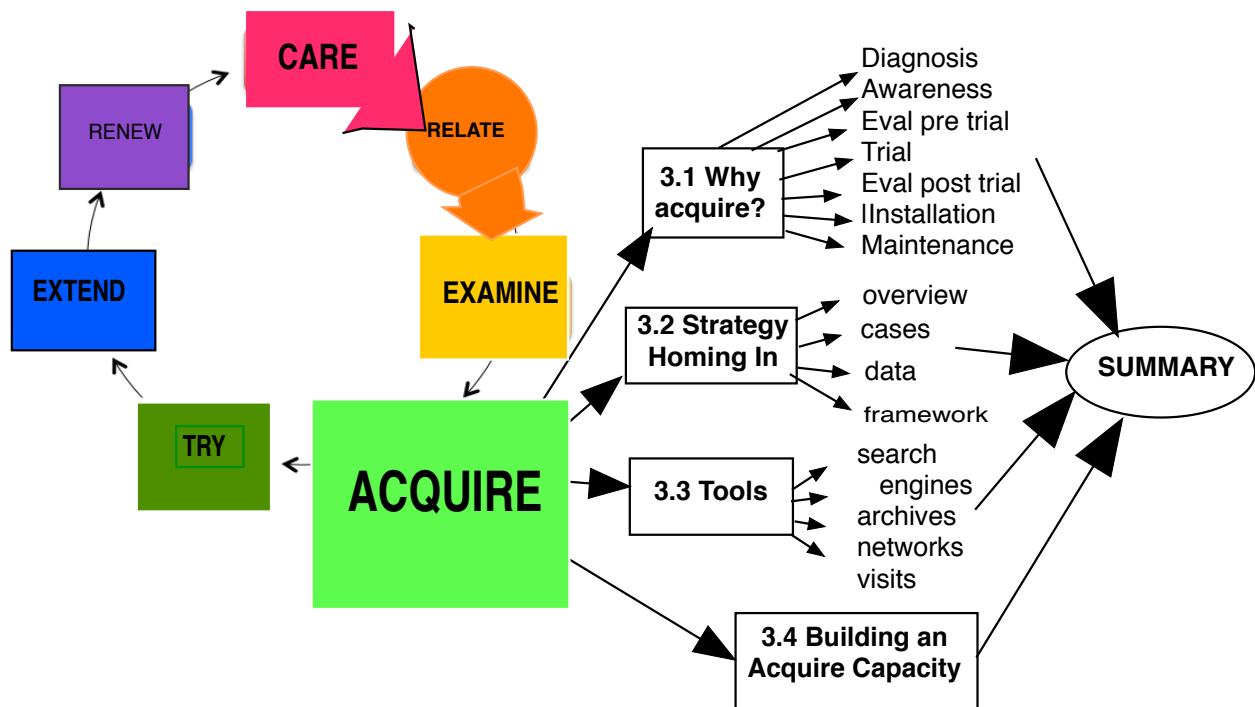 CARE
RELATE
RENEW
EXTEND
EXAMINE
TRY
ACQUIRE
3.1 Why
acquire?
Diagnosis
Awareness
Eval pre trial
Trial
Eval post trial
IInstallation
Maintenance
3.2 Strategy
Homing In
overview
cases
data
framework
3.3 Tools
search
engines
archives
networks
visits
3.4 Building an
Acquire Capacity
SUMMARY